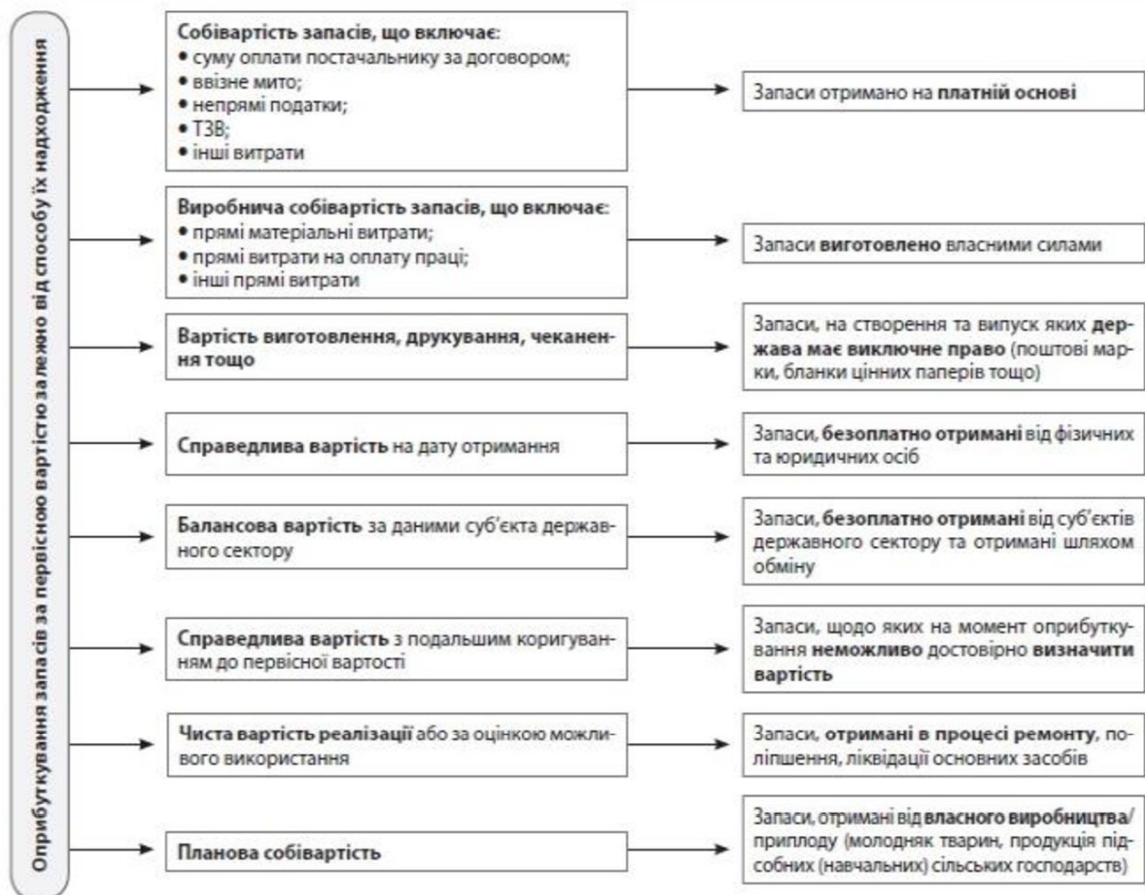 Оприбуткування запасів за первісною вартістю залежно від способу їх надходження
Собівартість запасів, що включає:
• суму оплати постачальнику за договором;
• ввізне мито;
• непрямі податки;
• ТЗВ;
• інші витрати
Запаси отримано на платній основі
Виробнича собівартість запасів, що включає:
• прямі матеріальні витрати;
• прямі витрати на оплату праці;
• інші прямі витрати
Запаси виготовлено власними силами
Вартість виготовлення, друкування, чеканен-
ня тощо
Запаси, на створення та випуск яких дер-
жава має виключне право (поштові мар-
ки, бланки цінних паперів тощо)
Справедлива вартість на дату отримання
Запаси, безоплатно отримані від фізичних
та юридичних осіб
Балансова вартість за даними суб’єкта держав-
ного сектору
Запаси, безоплатно отримані від суб’єктів
державного сектору та отримані шляхом
обміну
Справедлива вартість з подальшим коригуван-
ням до первісної вартості
Запаси, щодо яких на момент оприбутку-
вання неможливо достовірно визначити
вартість
Чиста вартість реалізації або за оцінкою можли-
вого використання
Запаси, отримані в процесі ремонту, по-
ліпшення, ліквідації основних засобів
Планова собівартість
Запаси, отримані від власного виробництва/
приплоду (молодняк тварин, продукція під-
собних (навчальних) сільських господарств)